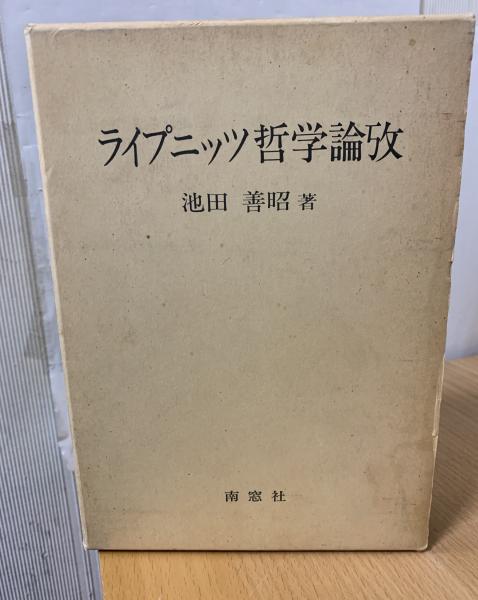 ライプニッツ哲学論攷
池田 善昭 著
南窓社